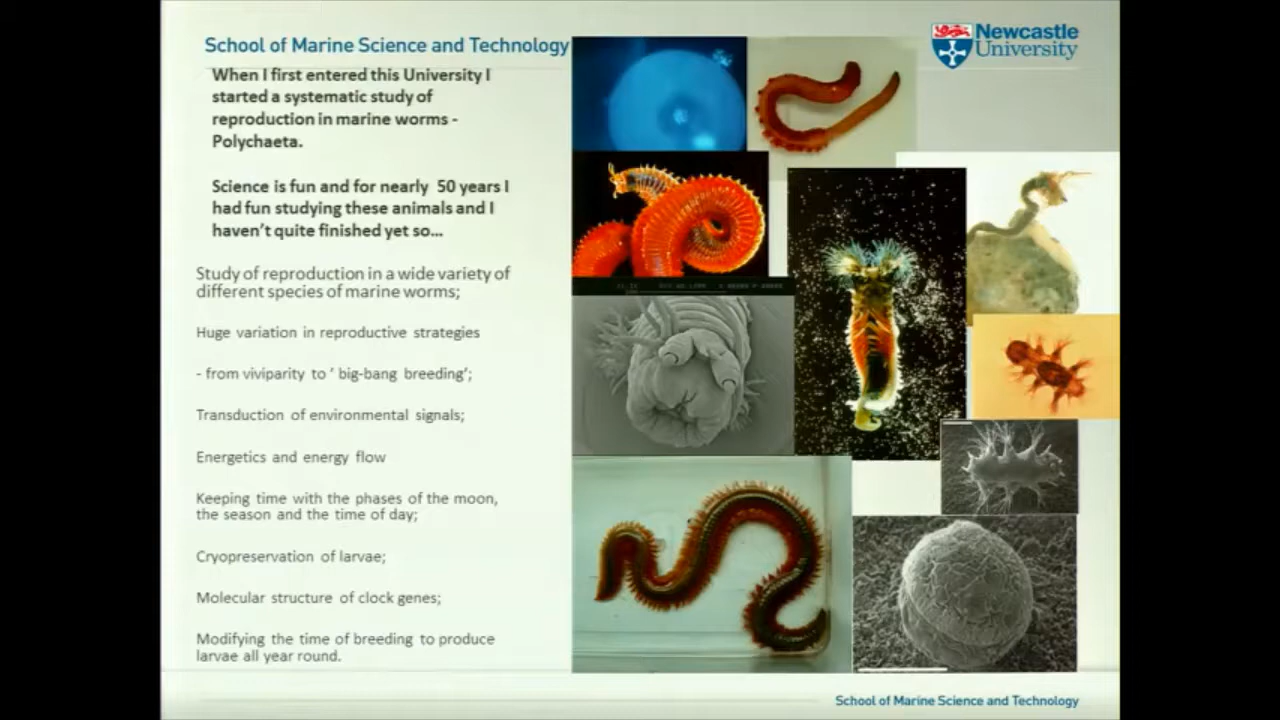 School of Marine Science and Technology
Newcastle
University
When I first entered this University I
started a systematic study of
reproduction in marine worms -
Polychaeta.
Science is fun and for nearly 50 years I
had fun studying these animals and I
haven't quite finished yet so…
Study of reproduction in a wide variety of
different species of marine worms;
Huge variation in reproductive strategies
- from viviparity to ' big-bang breeding';
Transduction of environmental signals;
Energetics and energy flow
Keeping time with the phases of the moon,
the season and the time of day;
Cryopreservation of larvae;
Molecular structure of clock genes;
Modifying the time of breeding to produce
larvae all year round.
School of Marine Science and Technology